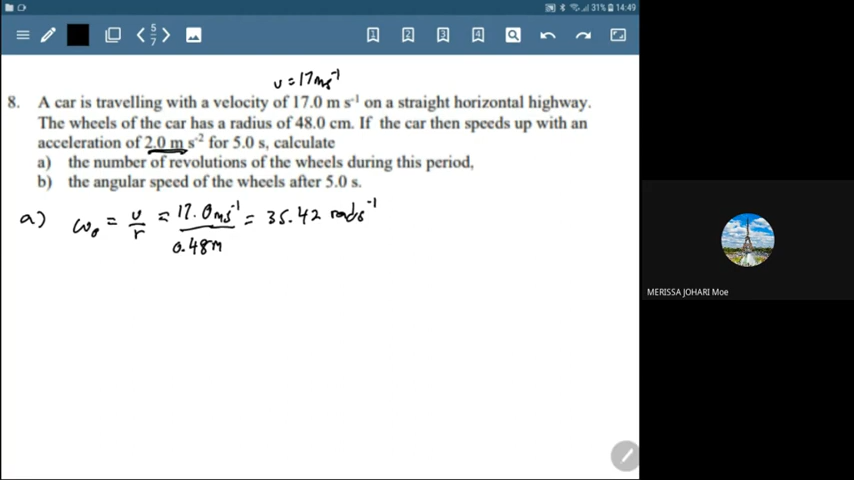 31% 14:49
5
7
1 2 3 4
u = 17ms⁻¹
8. A car is travelling with a velocity of 17.0 m s⁻¹ on a straight horizontal highway.
The wheels of the car has a radius of 48.0 cm. If the car then speeds up with an
acceleration of 2.0 m s⁻² for 5.0 s, calculate
a) the number of revolutions of the wheels during this period,
b) the angular speed of the wheels after 5.0 s.
a) ω₀ = u/r = 17.0ms⁻¹/0.48m = 35.42 rads⁻¹
MERISSA JOHARI Moe